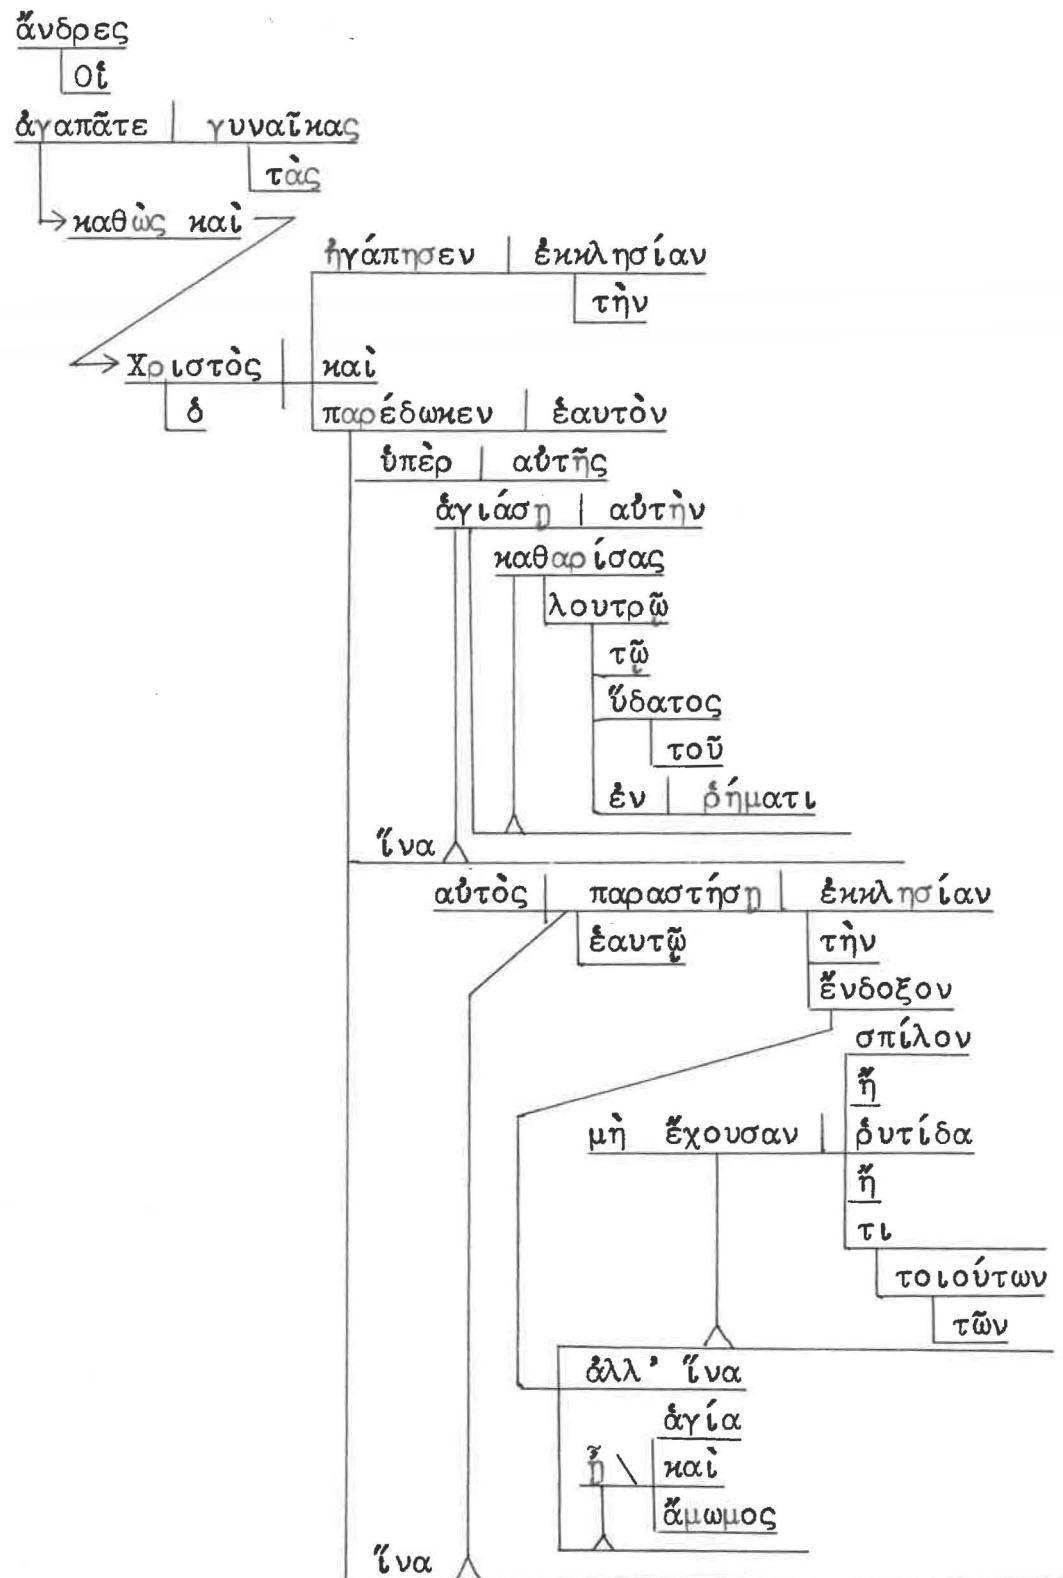 ἄνδρες
Οἱ
ἀγαπᾶτε γυναῖκας
τὰς
καθὼς καὶ
ἠγάπησεν ἐκκλησίαν
τὴν
Χριστὸς καὶ
ὁ
παρέδωκεν ἑαυτὸν
ὑπὲρ αὐτῆς
ἁγιάσῃ αὐτὴν
καθαρίσας
λουτρῷ
τῷ
ὕδατος
τοῦ
ἐν ῥήματι
ἵνα
αὐτὸς παραστήσῃ ἐκκλησίαν
ἑαυτῷ τὴν
ἔνδοξον
σπίλον
ἢ
μὴ ἔχουσαν ῥυτίδα
ἢ
τι
τοιούτων
τῶν
ἀλλ' ἵνα
ἁγία
ᾖ καὶ
ἄμωμος
ἵνα